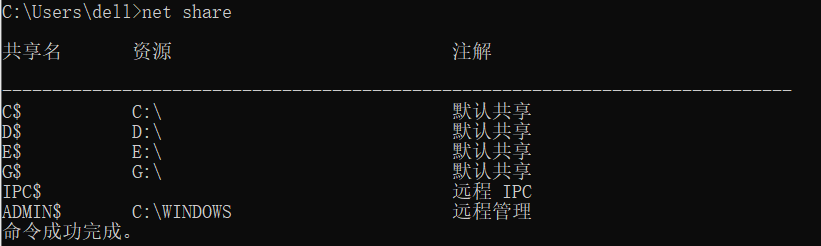 C:\Users\dell>net share
共享名 资源 注解
-------------------------------------------------------------------------------
C$ C:\ 默认共享
D$ D:\ 默认共享
E$ E:\ 默认共享
G$ G:\ 默认共享
IPC$ 远程 IPC
ADMIN$ C:\WINDOWS 远程管理
命令成功完成。